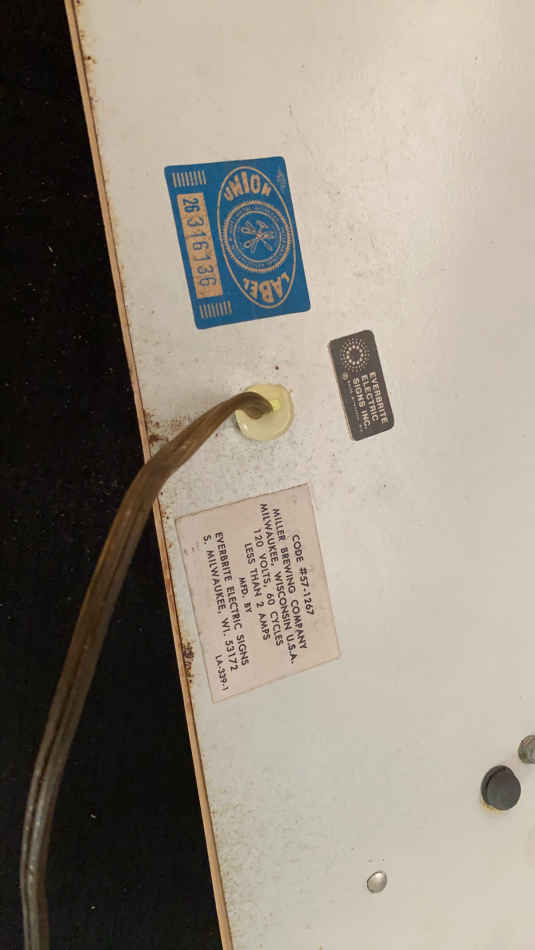 UNION
LABEL
26316136
EVERBRITE
ELECTRIC
SIGNS INC.
CODE #57-1267
MILLER BREWING COMPANY
MILWAUKEE, WISCONSIN U.S.A.
120 VOLTS, 60 CYCLES
LESS THAN 2 AMPS
MFD. BY
EVERBRITE ELECTRIC SIGNS
S. MILWAUKEE, WI. 53172
LA-339-1